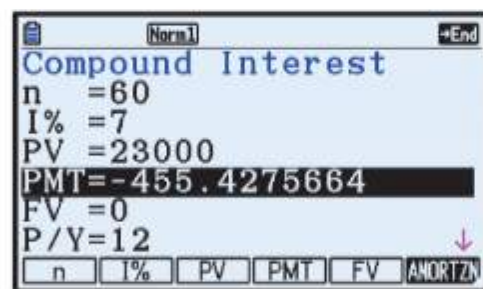 Norm1 →End
Compound Interest
n =60
I% =7
PV =23000
PMT=-455.4275664
FV =0
P/Y=12 ↓
n I% PV PMT FV AMORTZN